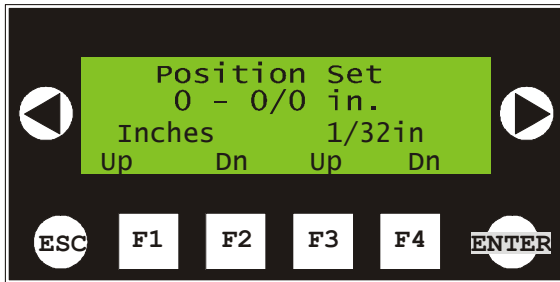 Position Set
0 - 0/0 in.
Inches 1/32in
Up Dn Up Dn
ESC F1 F2 F3 F4 ENTER